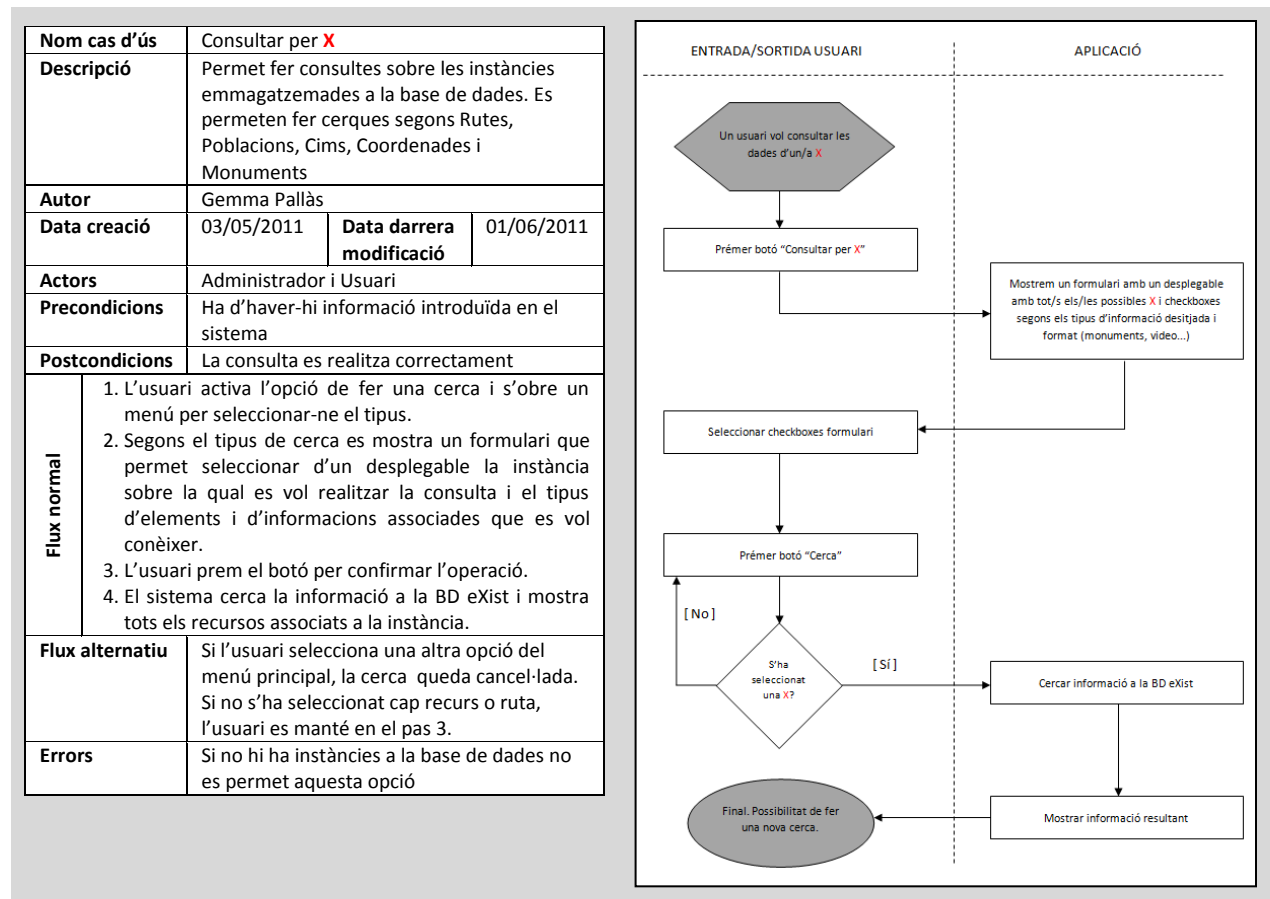 Nom cas d'ús Consultar per X
Descripció Permet fer consultes sobre les instàncies
emmagatzemades a la base de dades. Es
permeten fer cerques segons Rutes,
Poblacions, Cims, Coordenades i
Monuments
Autor Gemma Pallàs
Data creació 03/05/2011 Data darrera 01/06/2011
modificació
Actors Administrador i Usuari
Precondicions Ha d'haver-hi informació introduïda en el
sistema
Postcondicions La consulta es realitza correctament
Flux normal
1. L'usuari activa l'opció de fer una cerca i s'obre un
menú per seleccionar-ne el tipus.
2. Segons el tipus de cerca es mostra un formulari que
permet seleccionar d'un desplegable la instància
sobre la qual es vol realitzar la consulta i el tipus
d'elements i d'informacions associades que es vol
conèixer.
3. L'usuari prem el botó per confirmar l'operació.
4. El sistema cerca la informació a la BD eXist i mostra
tots els recursos associats a la instància.
Flux alternatiu Si l'usuari selecciona una altra opció del
menú principal, la cerca queda cancel·lada.
Si no s'ha seleccionat cap recurs o ruta,
l'usuari es manté en el pas 3.
Errors Si no hi ha instàncies a la base de dades no
es permet aquesta opció
ENTRADA/SORTIDA USUARI
APLICACIÓ
Un usuari vol consultar les
dades d'un/a X
Prémer botó "Consultar per X"
Mostrem un formulari amb un desplegable
amb tot/s els/les possibles X i checkboxes
segons els tipus d'informació desitjada i
format (monuments, video...)
Seleccionar checkboxes formulari
Prémer botó "Cerca"
[ No ]
S'ha
seleccionat
una X?
[ Sí ]
Cercar informació a la BD eXist
Mostrar informació resultant
Final. Possibilitat de fer
una nova cerca.